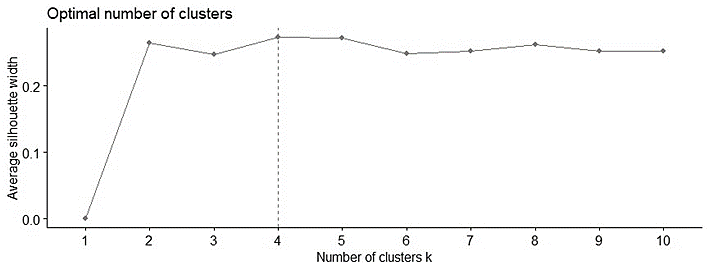 Optimal number of clusters
Average silhouette width
0.2
0.1
0.0
1 2 3 4 5 6 7 8 9 10
Number of clusters k